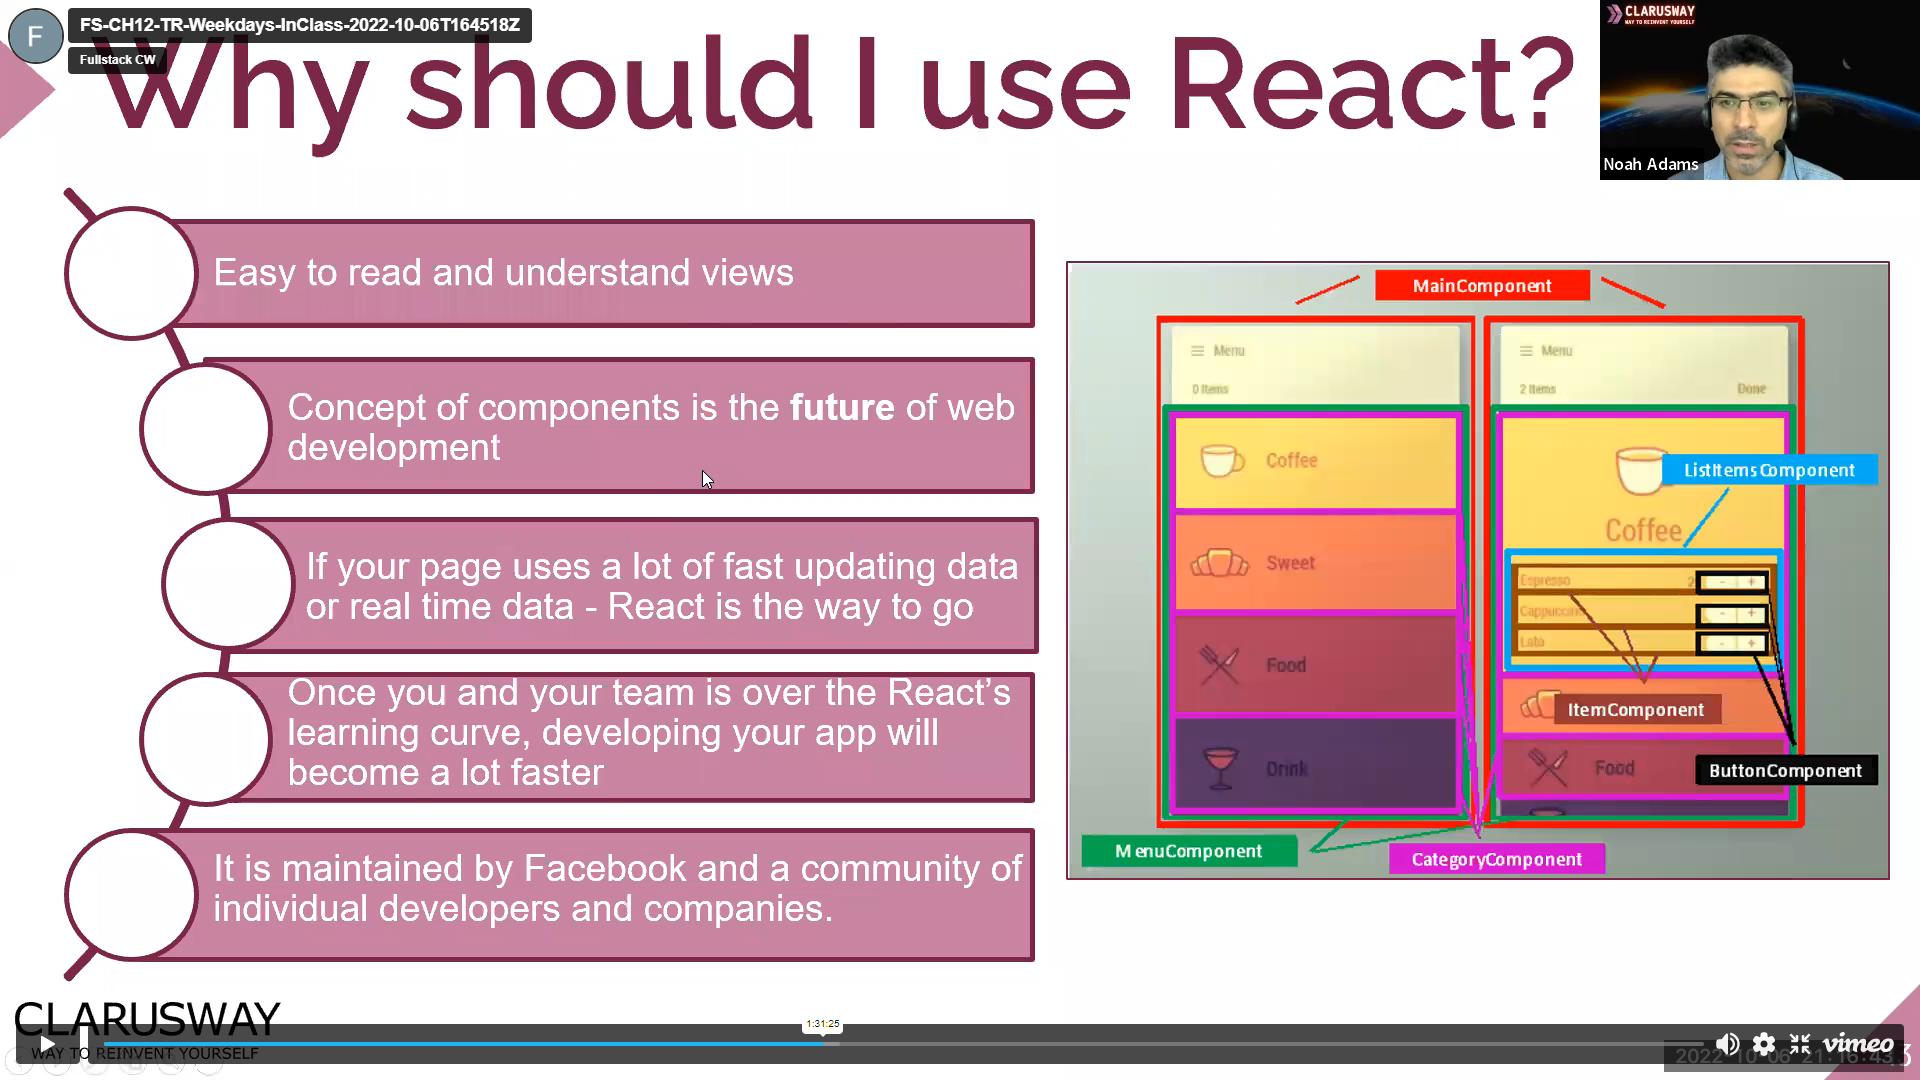 F
FS-CH12-TR-Weekdays-InClass-2022-10-06T164518Z
Fullstack CW
Why should I use React?
CLARUSWAY
WAY TO REINVENT YOURSELF
Noah Adams
Easy to read and understand views
Concept of components is the future of web
development
If your page uses a lot of fast updating data
or real time data - React is the way to go
Once you and your team is over the React’s
learning curve, developing your app will
become a lot faster
It is maintained by Facebook and a community of
individual developers and companies.
MainComponent
Menu
0 Items
Coffee
Sweet
Food
Drink
Menu
2 Items Done
ListItemsComponent
Coffee
Espresso 2 - +
Cappuccino - +
Late - +
ItemComponent
Food
ButtonComponent
MenuComponent
CategoryComponent
CLARUSWAY
WAY TO REINVENT YOURSELF
1:31:25
vimeo
2022-10-06 21:16:43
3